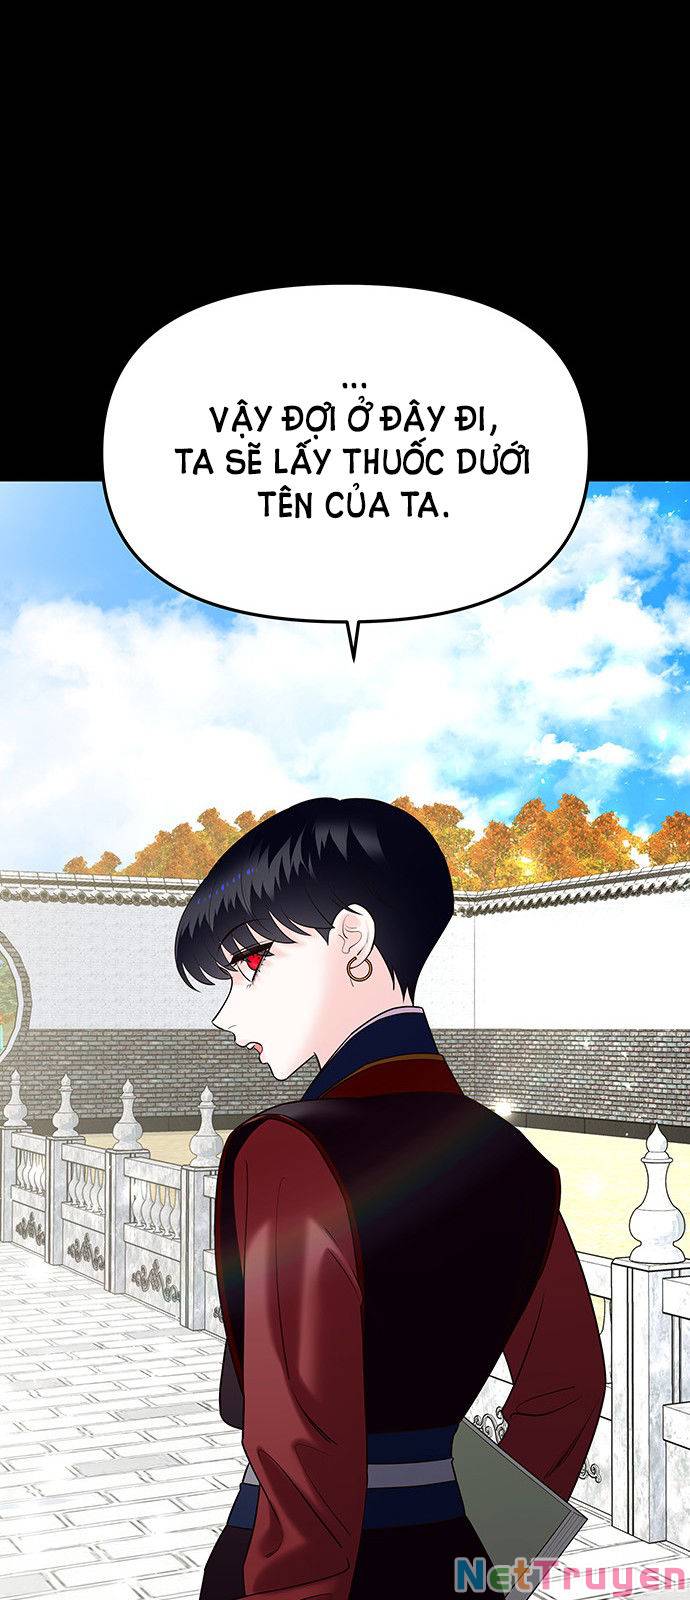 ...
VẬY ĐỢI Ở ĐÂY ĐI,
TA SẼ LẤY THUỐC DƯỚI
TÊN CỦA TA.
NetTruyen